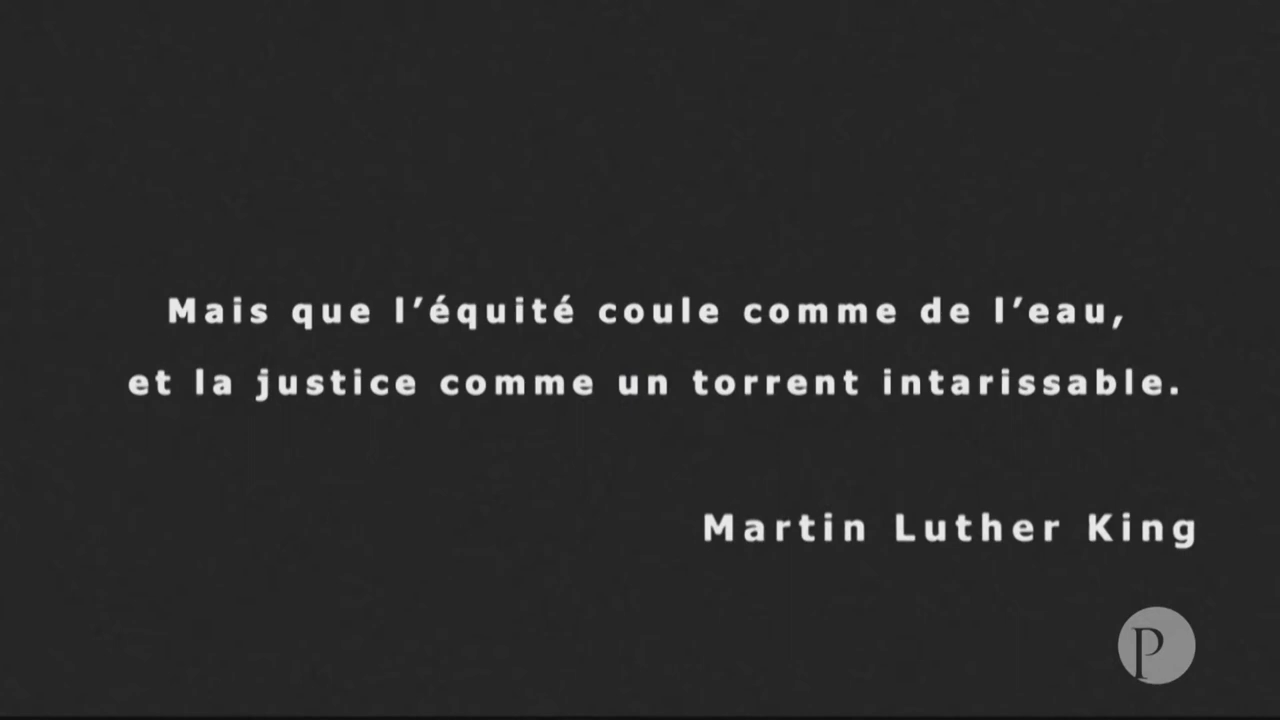 Mais que l’équité coule comme de l’eau,
et la justice comme un torrent intarissable.
Martin Luther King
P